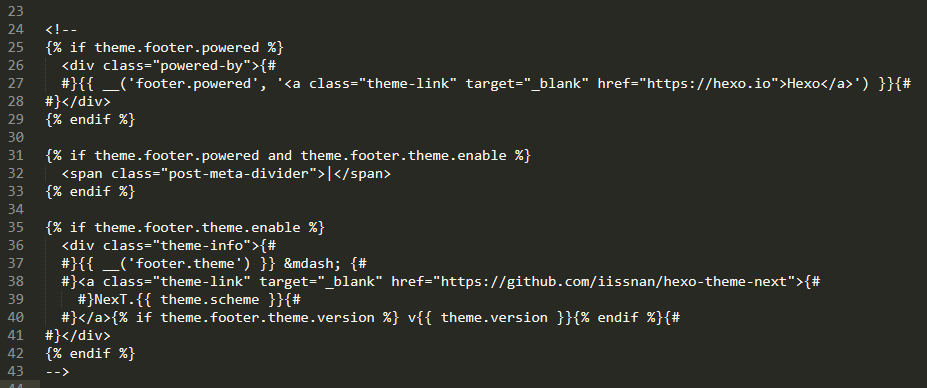 23
24 <!--
25 {% if theme.footer.powered %}
26   <div class="powered-by">{#
27   #}{{ __('footer.powered', '<a class="theme-link" target="_blank" href="https://hexo.io">Hexo</a>') }}{#
28 #}</div>
29 {% endif %}
30
31 {% if theme.footer.powered and theme.footer.theme.enable %}
32   <span class="post-meta-divider">|</span>
33 {% endif %}
34
35 {% if theme.footer.theme.enable %}
36   <div class="theme-info">{#
37   #}{{ __('footer.theme') }} &mdash; {#
38   #}<a class="theme-link" target="_blank" href="https://github.com/iissnan/hexo-theme-next">{#
39     #}NexT.{{ theme.scheme }}{#
40   #}</a>{% if theme.footer.theme.version %} v{{ theme.version }}{% endif %}{#
41 #}</div>
42 {% endif %}
43 -->
44